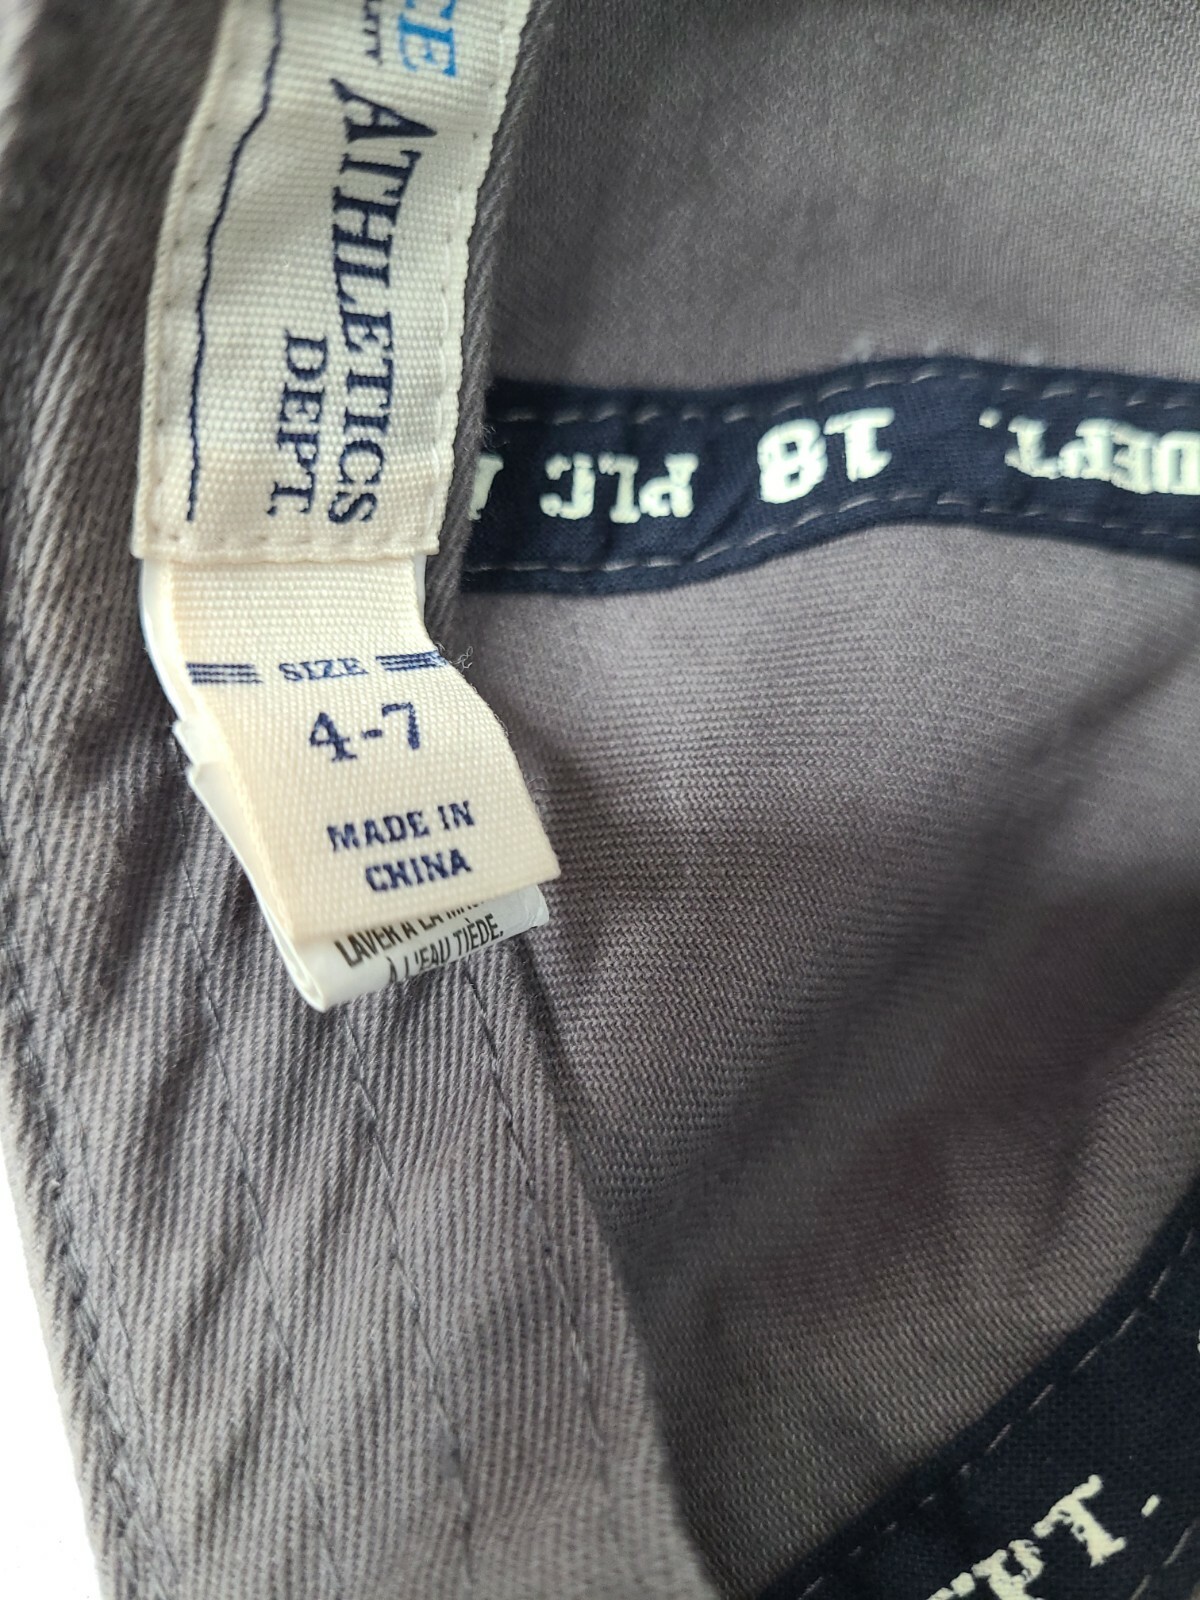 ATHLETICS
DEPT.
DEPT. 18 PLC
SIZE
4-7
MADE IN
CHINA
LAVER À LA
À L'EAU TIÈDE.